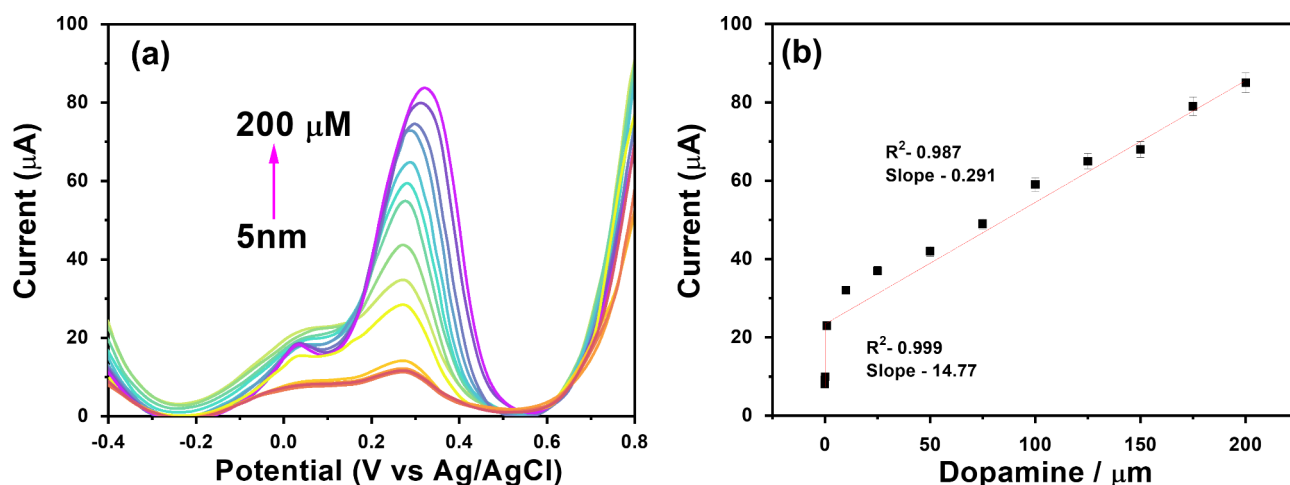 (a)
200 μM
5nm
Current (μA)
100
80
60
40
20
0
-0.4
-0.2
0.0
0.2
0.4
0.6
0.8
Potential (V vs Ag/AgCl)
(b)
R²- 0.987
Slope - 0.291
R²- 0.999
Slope - 14.77
Current (μA)
100
80
60
40
20
0
0
50
100
150
200
Dopamine / μm